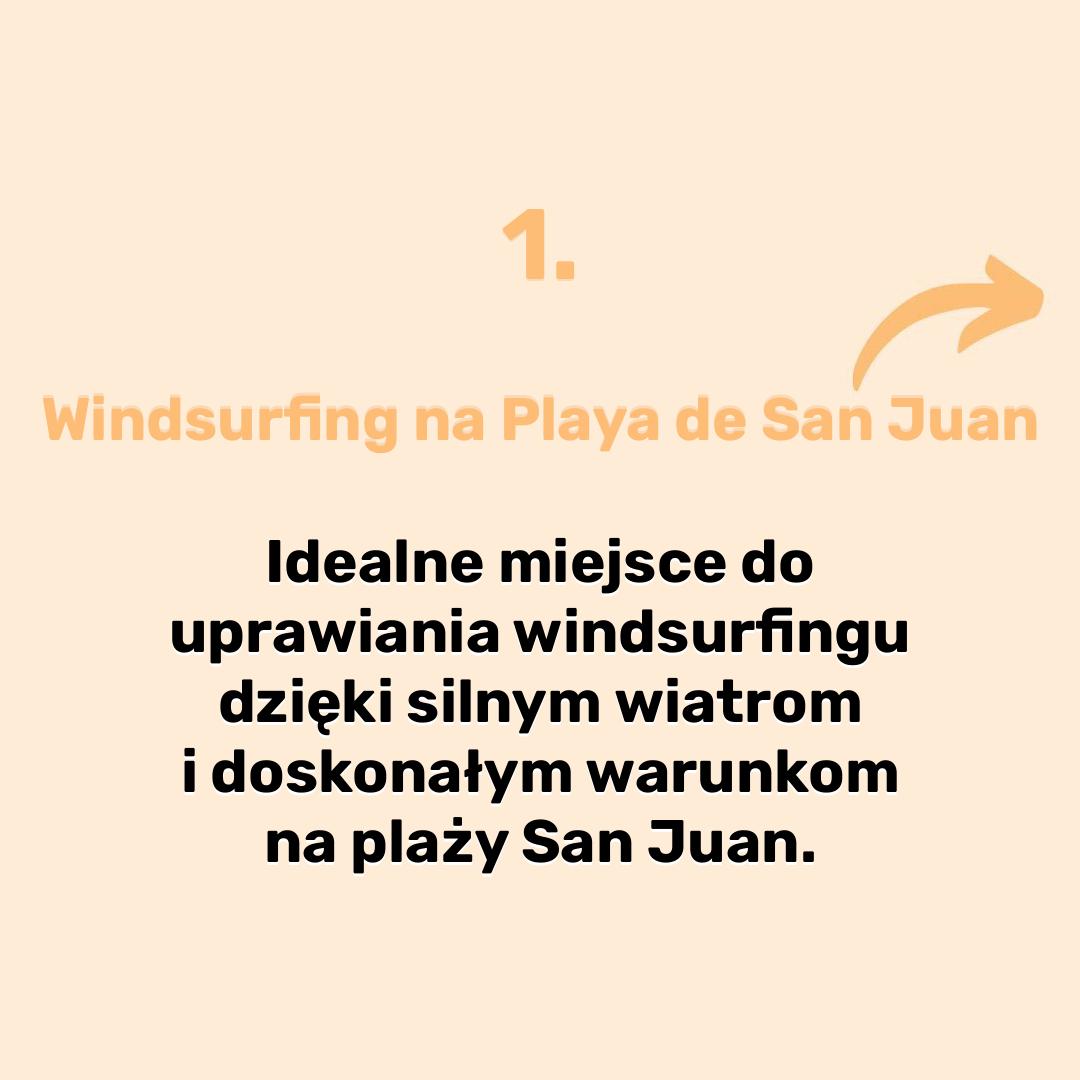 1.
Windsurfing na Playa de San Juan
Idealne miejsce do
uprawiania windsurfingu
dzięki silnym wiatrom
i doskonałym warunkom
na plaży San Juan.